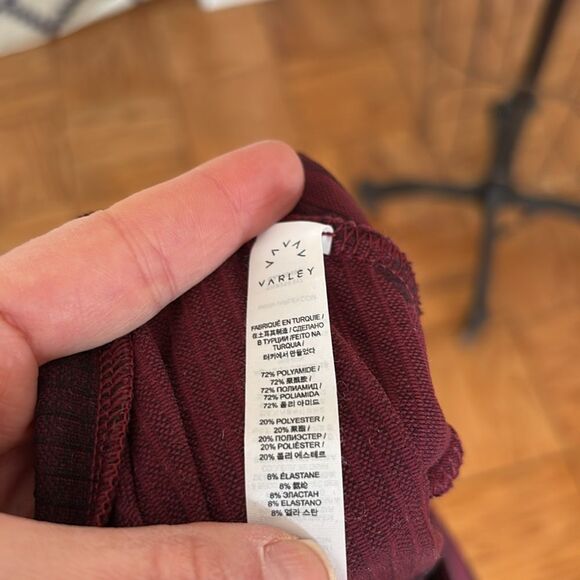 VARLEY
FABRIQUÉ EN TURQUIE /
在土耳其制造 / СДЕЛАНО
В ТУРЦИИ /FEITO NA
TURQUIA /
터키에서 만들었다
72% POLYAMIDE /
72% 聚酰胺 /
72% ПОЛИАМИД /
72% POLIAMIDA /
72% 폴리 아미드
20% POLYESTER /
20% 聚酯 /
20% ПОЛИЭСТЕР /
20% POLIÉSTER /
20% 폴리 에스테르
8% ÉLASTANE /
8% 氨纶 /
8% ЭЛАСТАН /
8% ELASTANO /
8% 엘라 스탄